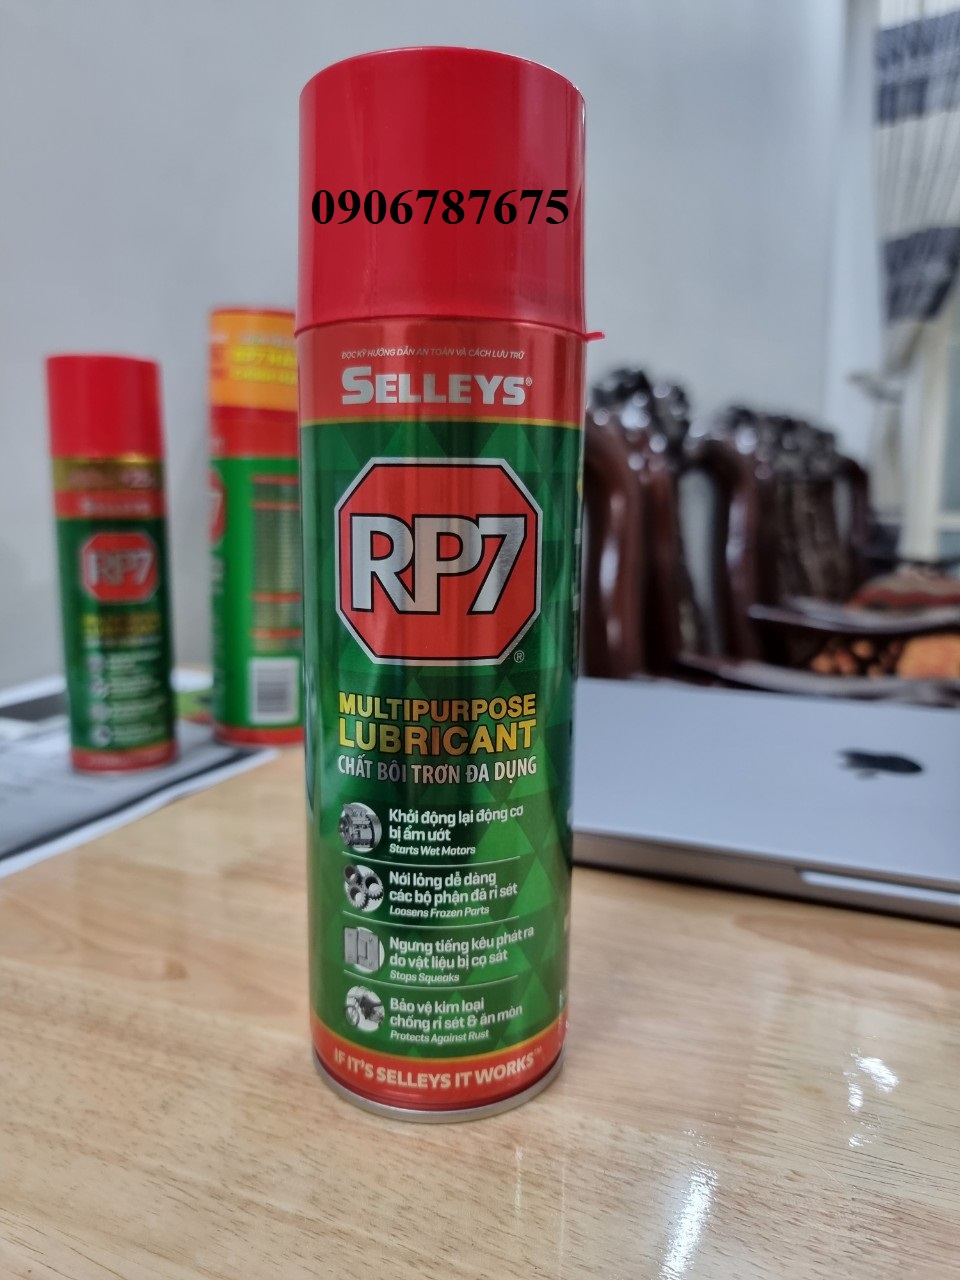 0906787675
ĐỌC KỸ HƯỚNG DẪN AN TOÀN VÀ CÁCH LƯU TRỮ
SELLEYS®
RP7
®
MULTIPURPOSE
LUBRICANT
CHẤT BÔI TRƠN ĐA DỤNG
Khởi động lại động cơ
bị ẩm ướt
Starts Wet Motors
Nới lỏng dễ dàng
các bộ phận đã rỉ sét
Loosens Frozen Parts
Ngưng tiếng kêu phát ra
do vật liệu bị cọ sát
Stops Squeaks
Bảo vệ kim loại
chống rỉ sét & ăn mòn
Protects Against Rust
IF IT'S SELLEYS IT WORKS™
SELLEYS
RP7